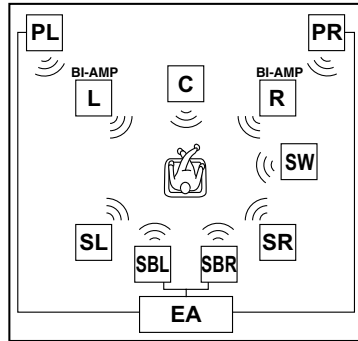 PL PR
BI-AMP BI-AMP
L C R
SW
SL SR
SBL SBR
EA